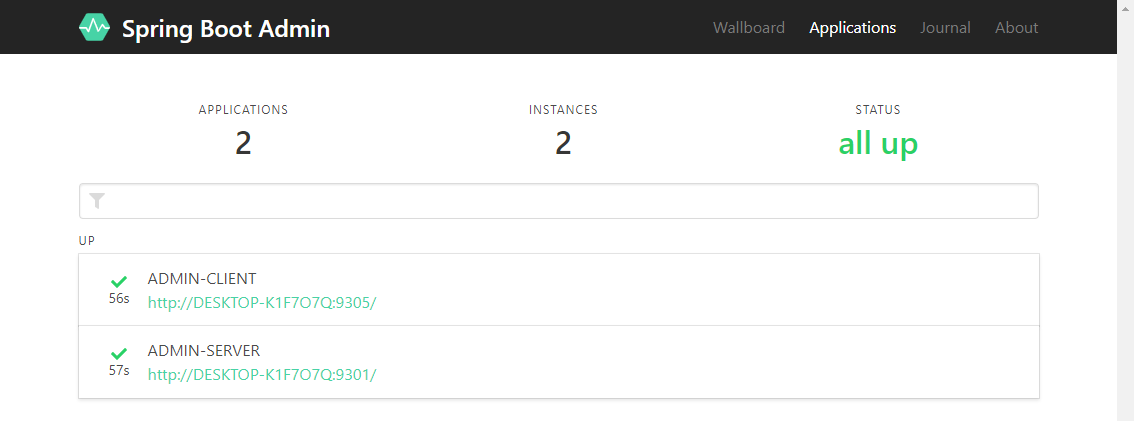 Spring Boot Admin
Wallboard Applications Journal About
APPLICATIONS INSTANCES STATUS
2 2 all up
UP
ADMIN-CLIENT
56s http://DESKTOP-K1F7O7Q:9305/
ADMIN-SERVER
57s http://DESKTOP-K1F7O7Q:9301/